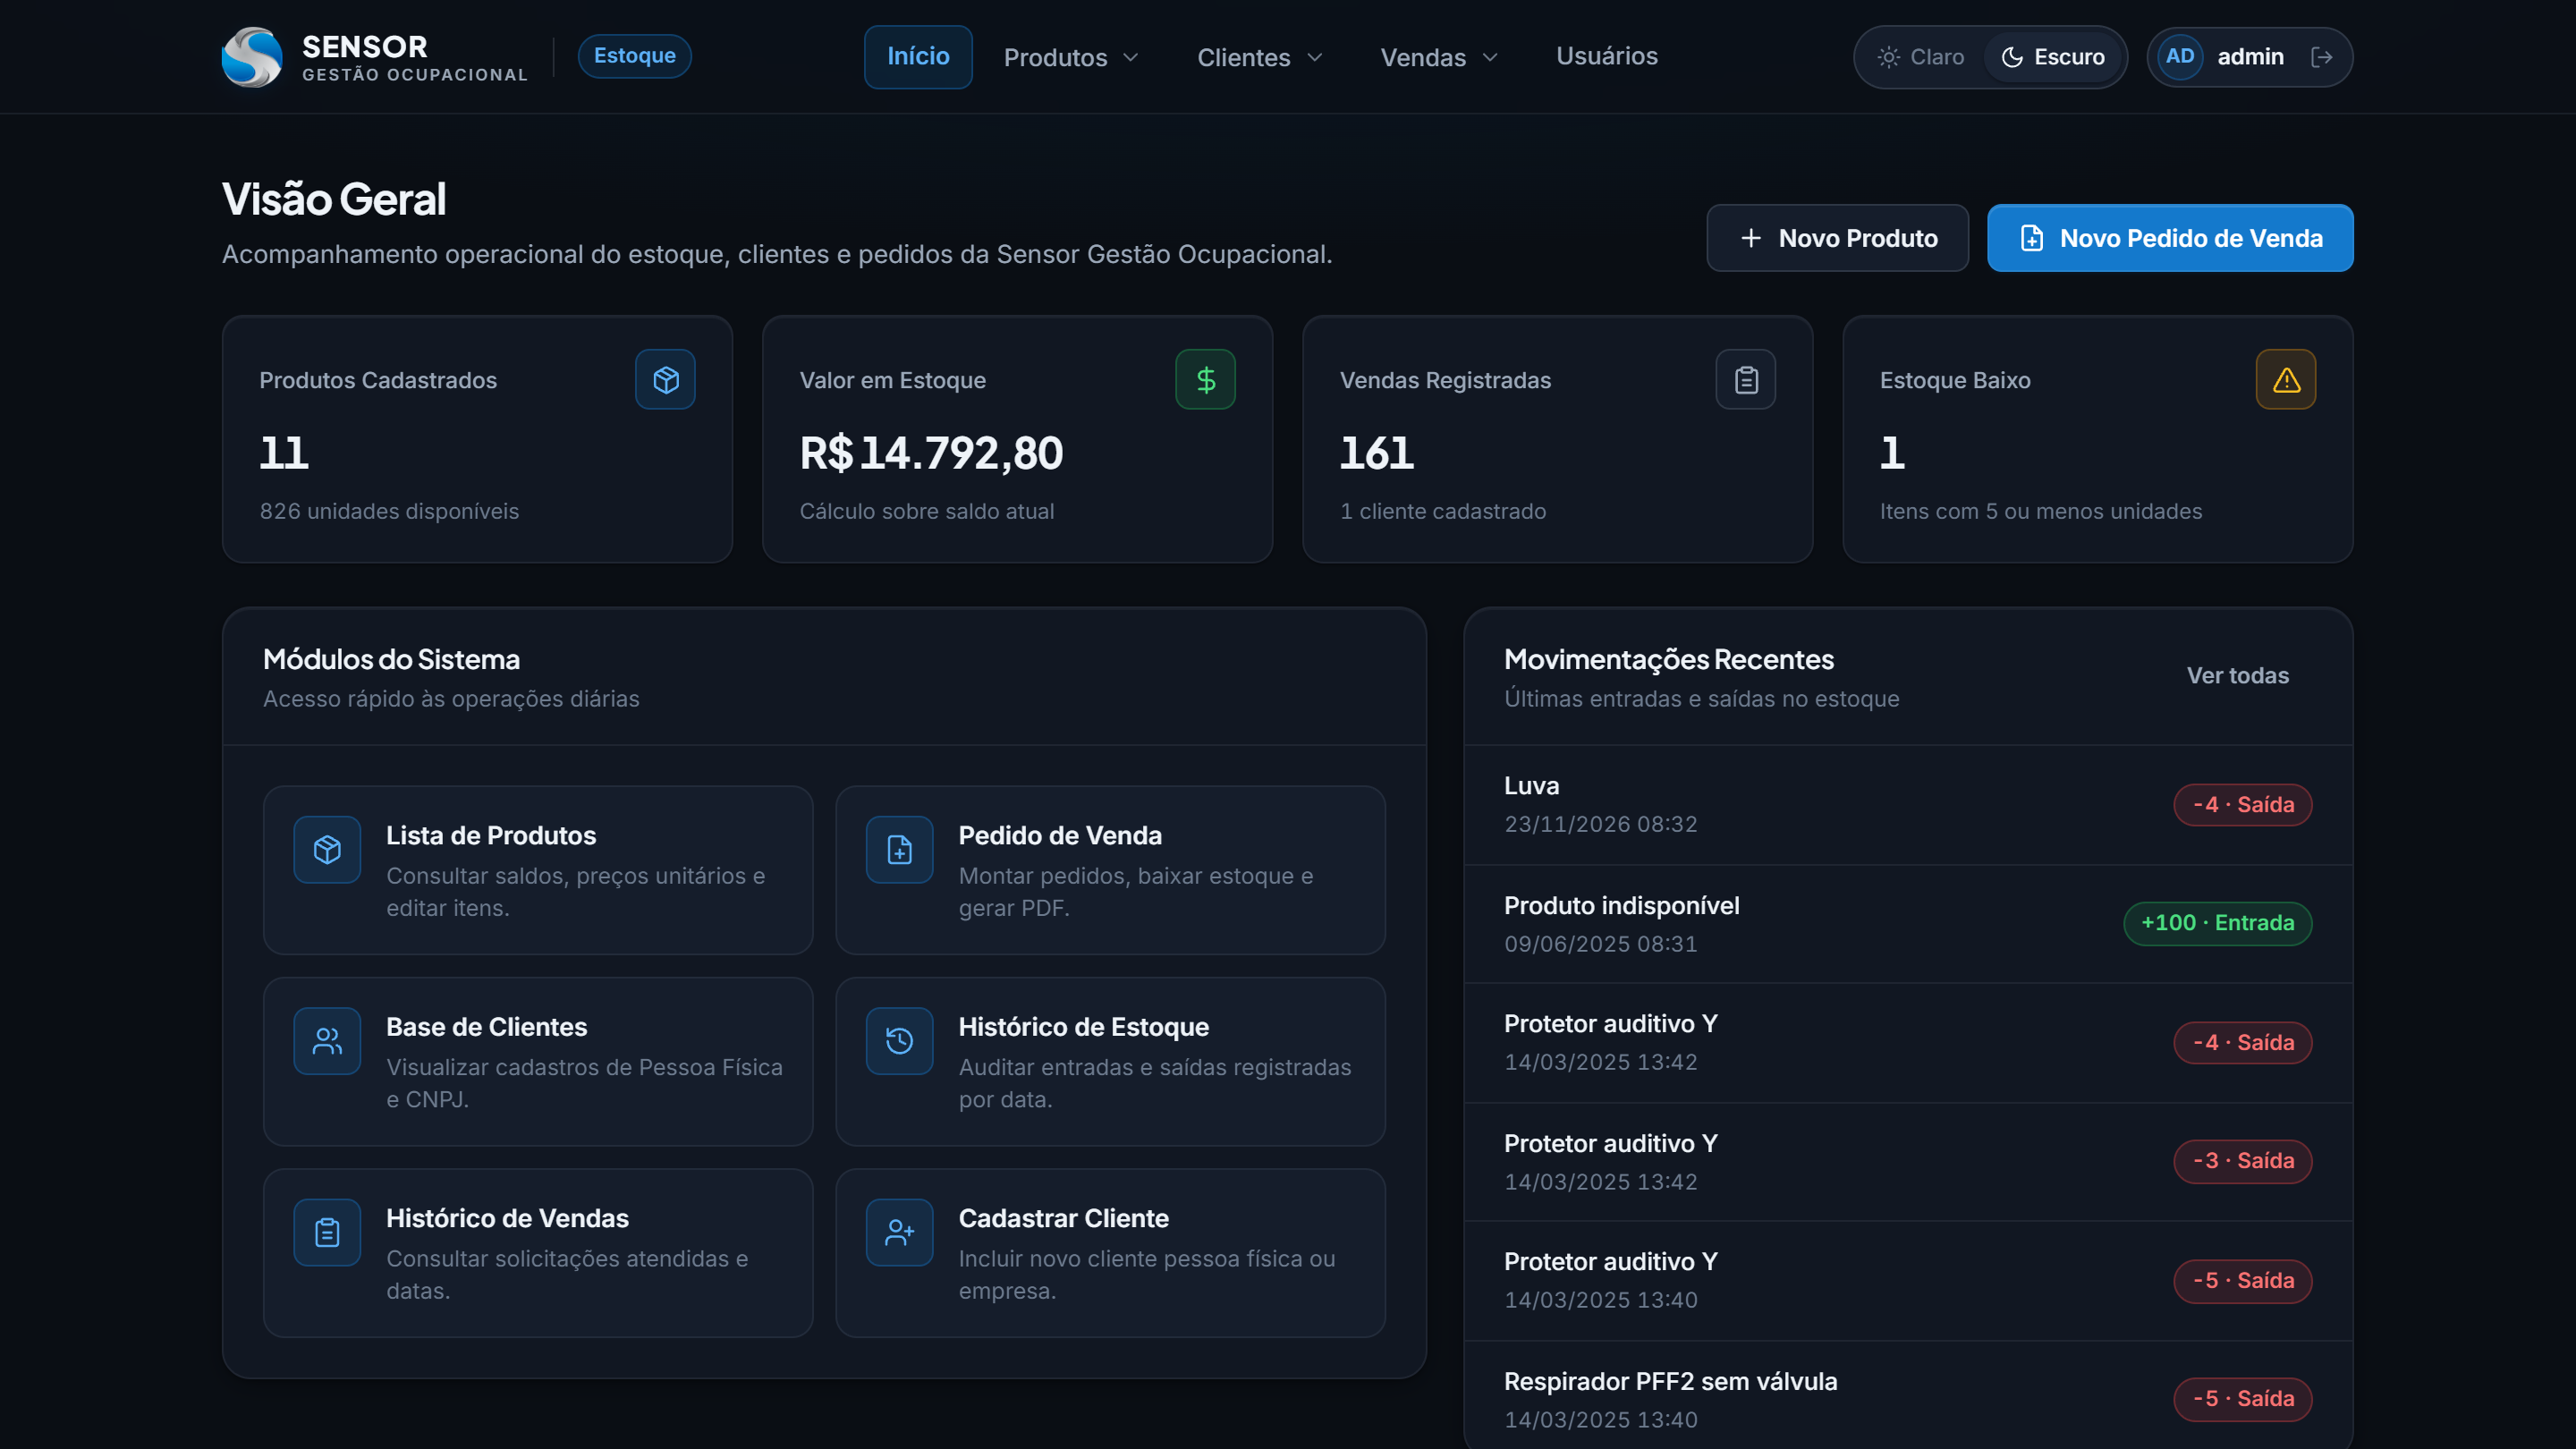 SENSOR
GESTÃO OCUPACIONAL
Estoque
Início
Produtos
Clientes
Vendas
Usuários
Claro
Escuro
AD
admin
Visão Geral
Acompanhamento operacional do estoque, clientes e pedidos da Sensor Gestão Ocupacional.
Novo Produto
Novo Pedido de Venda
Produtos Cadastrados
11
826 unidades disponíveis
Valor em Estoque
R$ 14.792,80
Cálculo sobre saldo atual
Vendas Registradas
161
1 cliente cadastrado
Estoque Baixo
1
Itens com 5 ou menos unidades
Módulos do Sistema
Acesso rápido às operações diárias
Lista de Produtos
Consultar saldos, preços unitários e
editar itens.
Pedido de Venda
Montar pedidos, baixar estoque e
gerar PDF.
Base de Clientes
Visualizar cadastros de Pessoa Física
e CNPJ.
Histórico de Estoque
Auditar entradas e saídas registradas
por data.
Histórico de Vendas
Consultar solicitações atendidas e
datas.
Cadastrar Cliente
Incluir novo cliente pessoa física ou
empresa.
Movimentações Recentes
Últimas entradas e saídas no estoque
Ver todas
Luva
23/11/2026 08:32
-4 · Saída
Produto indisponível
09/06/2025 08:31
+100 · Entrada
Protetor auditivo Y
14/03/2025 13:42
-4 · Saída
Protetor auditivo Y
14/03/2025 13:42
-3 · Saída
Protetor auditivo Y
14/03/2025 13:40
-5 · Saída
Respirador PFF2 sem válvula
14/03/2025 13:40
-5 · Saída